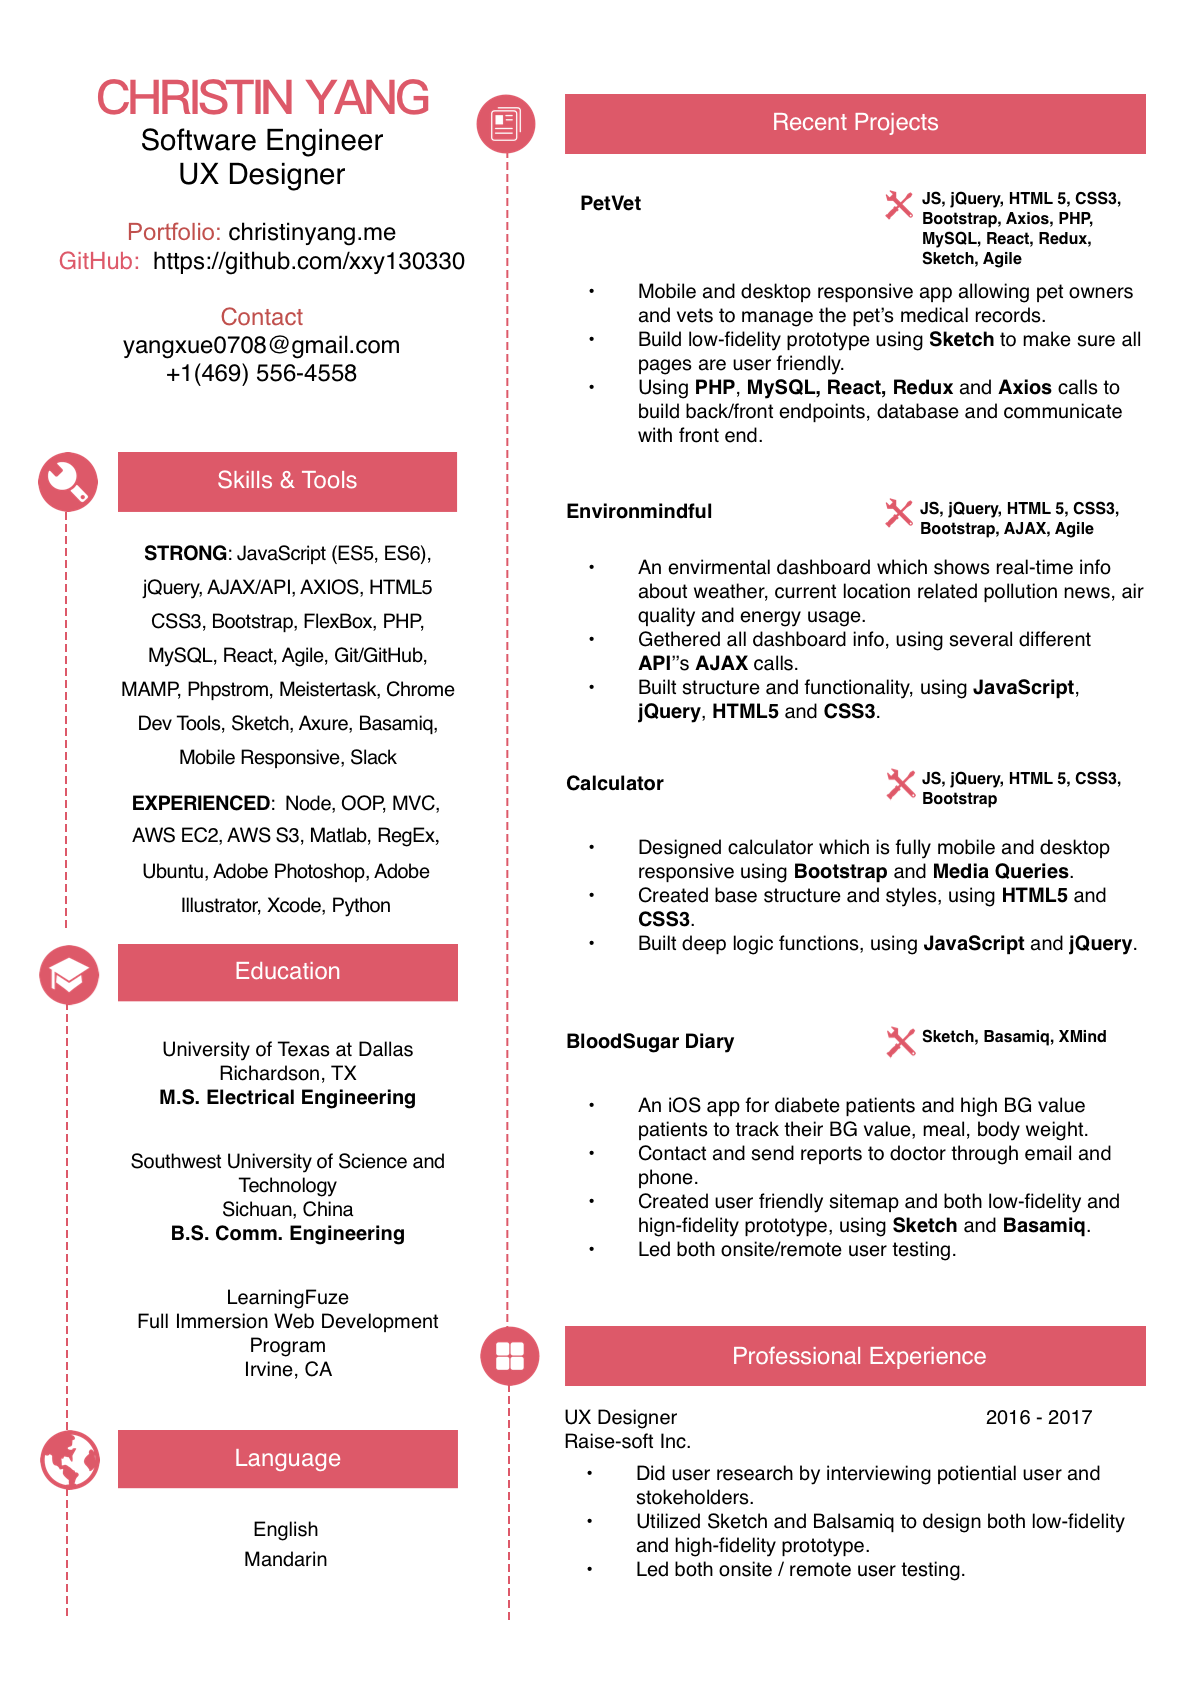 CHRISTIN YANG
Software Engineer
UX Designer
Portfolio: christinyang.me
GitHub:  https://github.com/xxy130330
Contact
yangxue0708@gmail.com
+1(469) 556-4558
Skills & Tools
STRONG: JavaScript (ES5, ES6),
jQuery, AJAX/API, AXIOS, HTML5
CSS3, Bootstrap, FlexBox, PHP,
MySQL, React, Agile, Git/GitHub,
MAMP, Phpstrom, Meistertask, Chrome
Dev Tools, Sketch, Axure, Basamiq,
Mobile Responsive, Slack
EXPERIENCED:  Node, OOP, MVC,
AWS EC2, AWS S3, Matlab, RegEx,
Ubuntu, Adobe Photoshop, Adobe
Illustrator, Xcode, Python
Education
University of Texas at Dallas
Richardson, TX
M.S. Electrical Engineering
Southwest University of Science and
Technology
Sichuan, China
B.S. Comm. Engineering
LearningFuze
Full Immersion Web Development
Program
Irvine, CA
Language
English
Mandarin
Recent Projects
PetVet
JS, jQuery, HTML 5, CSS3,
Bootstrap, Axios, PHP,
MySQL, React, Redux,
Sketch, Agile
• Mobile and desktop responsive app allowing pet owners
and vets to manage the pet’s medical records.
• Build low-fidelity prototype using Sketch to make sure all
pages are user friendly.
• Using PHP, MySQL, React, Redux and Axios calls to
build back/front endpoints, database and communicate
with front end.
Environmindful
JS, jQuery, HTML 5, CSS3,
Bootstrap, AJAX, Agile
• An envirmental dashboard which shows real-time info
about weather, current location related pollution news, air
quality and energy usage.
• Gethered all dashboard info, using several different
API”s AJAX calls.
• Built structure and functionality, using JavaScript,
jQuery, HTML5 and CSS3.
Calculator
JS, jQuery, HTML 5, CSS3,
Bootstrap
• Designed calculator which is fully mobile and desktop
responsive using Bootstrap and Media Queries.
• Created base structure and styles, using HTML5 and
CSS3.
• Built deep logic functions, using JavaScript and jQuery.
BloodSugar Diary
Sketch, Basamiq, XMind
• An iOS app for diabete patients and high BG value
patients to track their BG value, meal, body weight.
• Contact and send reports to doctor through email and
phone.
• Created user friendly sitemap and both low-fidelity and
hign-fidelity prototype, using Sketch and Basamiq.
• Led both onsite/remote user testing.
Professional Experience
UX Designer 2016 - 2017
Raise-soft Inc.
• Did user research by interviewing potiential user and
stokeholders.
• Utilized Sketch and Balsamiq to design both low-fidelity
and high-fidelity prototype.
• Led both onsite / remote user testing.